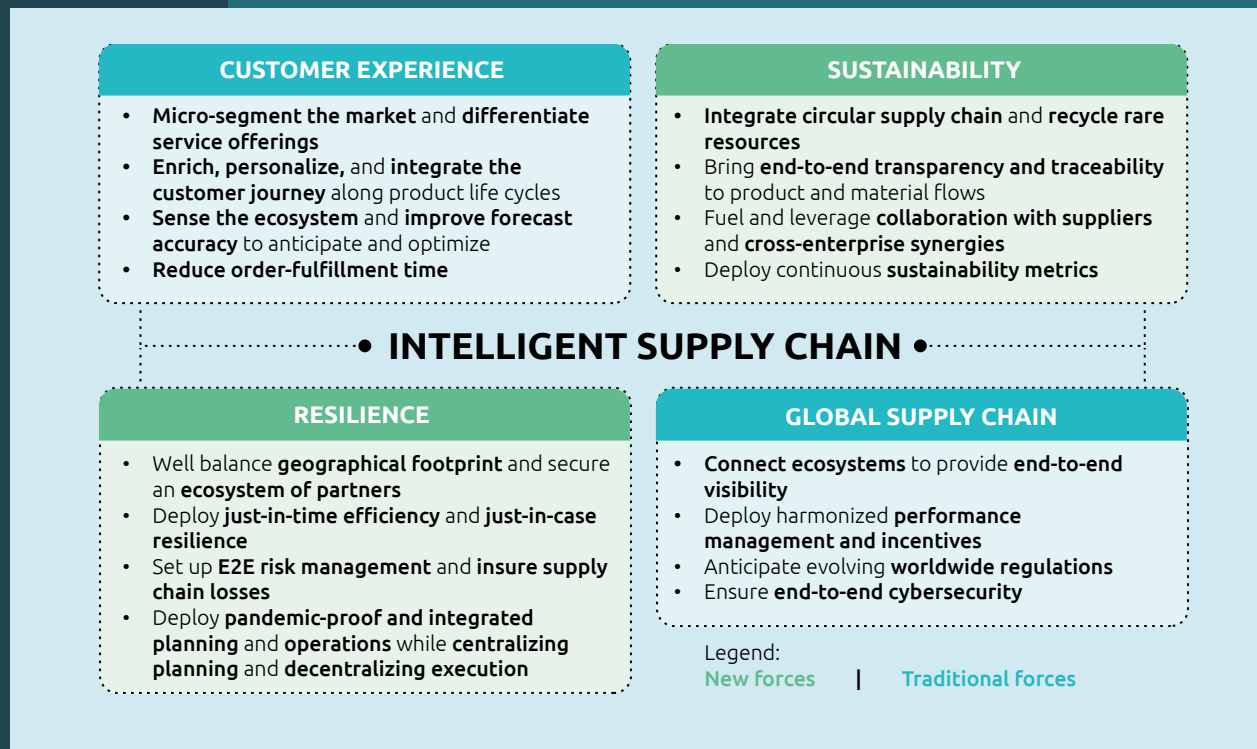 CUSTOMER EXPERIENCE
• Micro-segment the market and differentiate
service offerings
• Enrich, personalize, and integrate the
customer journey along product life cycles
• Sense the ecosystem and improve forecast
accuracy to anticipate and optimize
• Reduce order-fulfillment time
SUSTAINABILITY
• Integrate circular supply chain and recycle rare
resources
• Bring end-to-end transparency and traceability
to product and material flows
• Fuel and leverage collaboration with suppliers
and cross-enterprise synergies
• Deploy continuous sustainability metrics
• INTELLIGENT SUPPLY CHAIN •
RESILIENCE
• Well balance geographical footprint and secure
an ecosystem of partners
• Deploy just-in-time efficiency and just-in-case
resilience
• Set up E2E risk management and insure supply
chain losses
• Deploy pandemic-proof and integrated
planning and operations while centralizing
planning and decentralizing execution
GLOBAL SUPPLY CHAIN
• Connect ecosystems to provide end-to-end
visibility
• Deploy harmonized performance
management and incentives
• Anticipate evolving worldwide regulations
• Ensure end-to-end cybersecurity
Legend:
New forces | Traditional forces